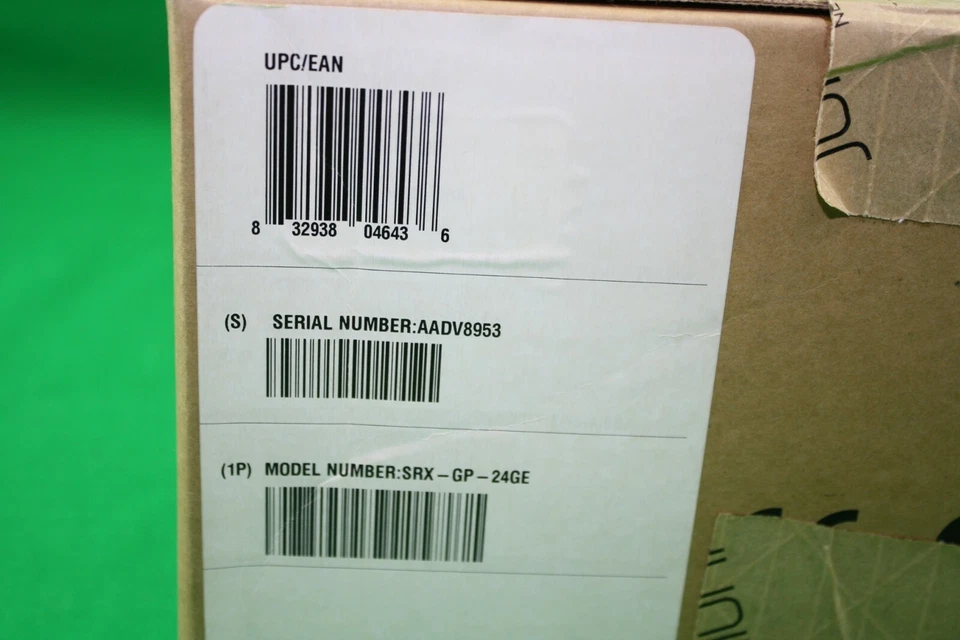 UPC/EAN
8 32938 04643 6
(S) SERIAL NUMBER:AADV8953
(1P) MODEL NUMBER:SRX-GP-24GE